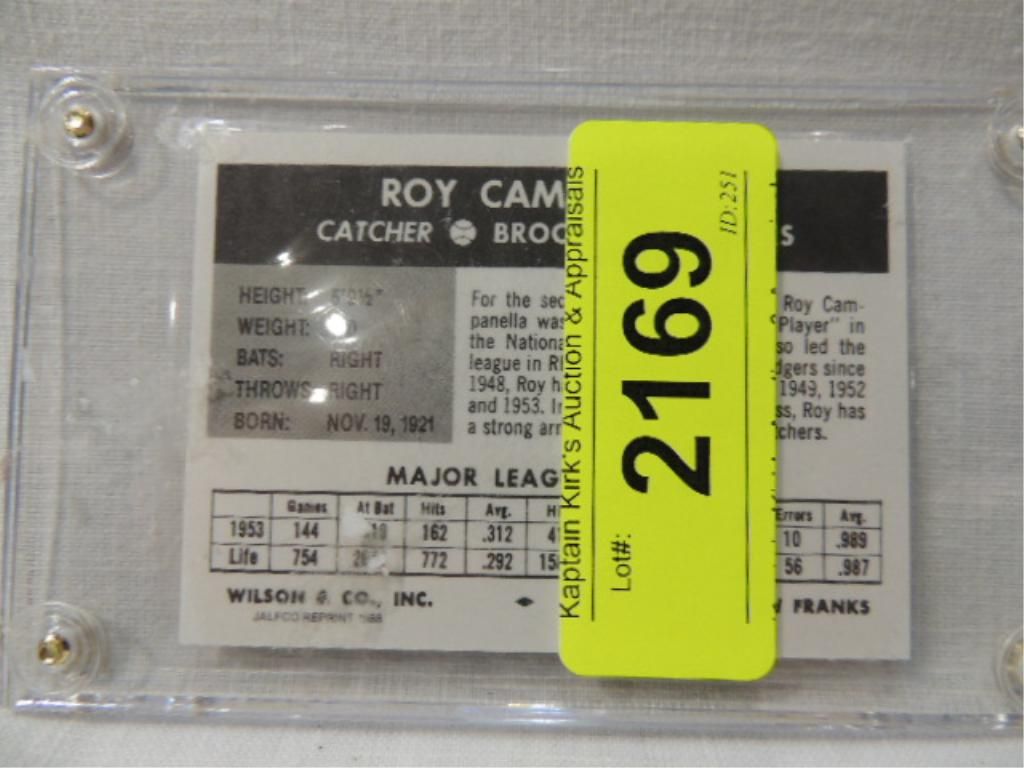 ROY CAM
CATCHER BROO S
HEIGHT:
WEIGHT:
BATS: RIGHT
THROWS: RIGHT
BORN: NOV. 19, 1921
For the sec Roy Cam-
panella was Player" in
the Nationa so led the
league in R dgers since
1948, Roy h 1949, 1952
and 1953. I ss, Roy has
a strong arm chers.
MAJOR LEAG
Games At Bat Hits Avg. H Errors Avg.
1953 144 162 .312 4 10 .989
Life 754 772 .292 15 56 .987
WILSON & CO., INC. FRANKS
JALFCO REPRINT 1988
Kaptain Kirk's Auction & Appraisals
Lot#:
2169
ID:251